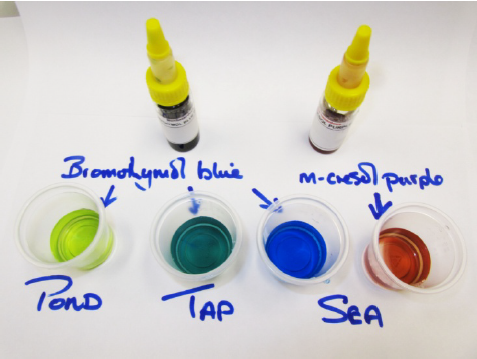 Bromothymol blue
m-cresol purple
POND
TAP
SEA